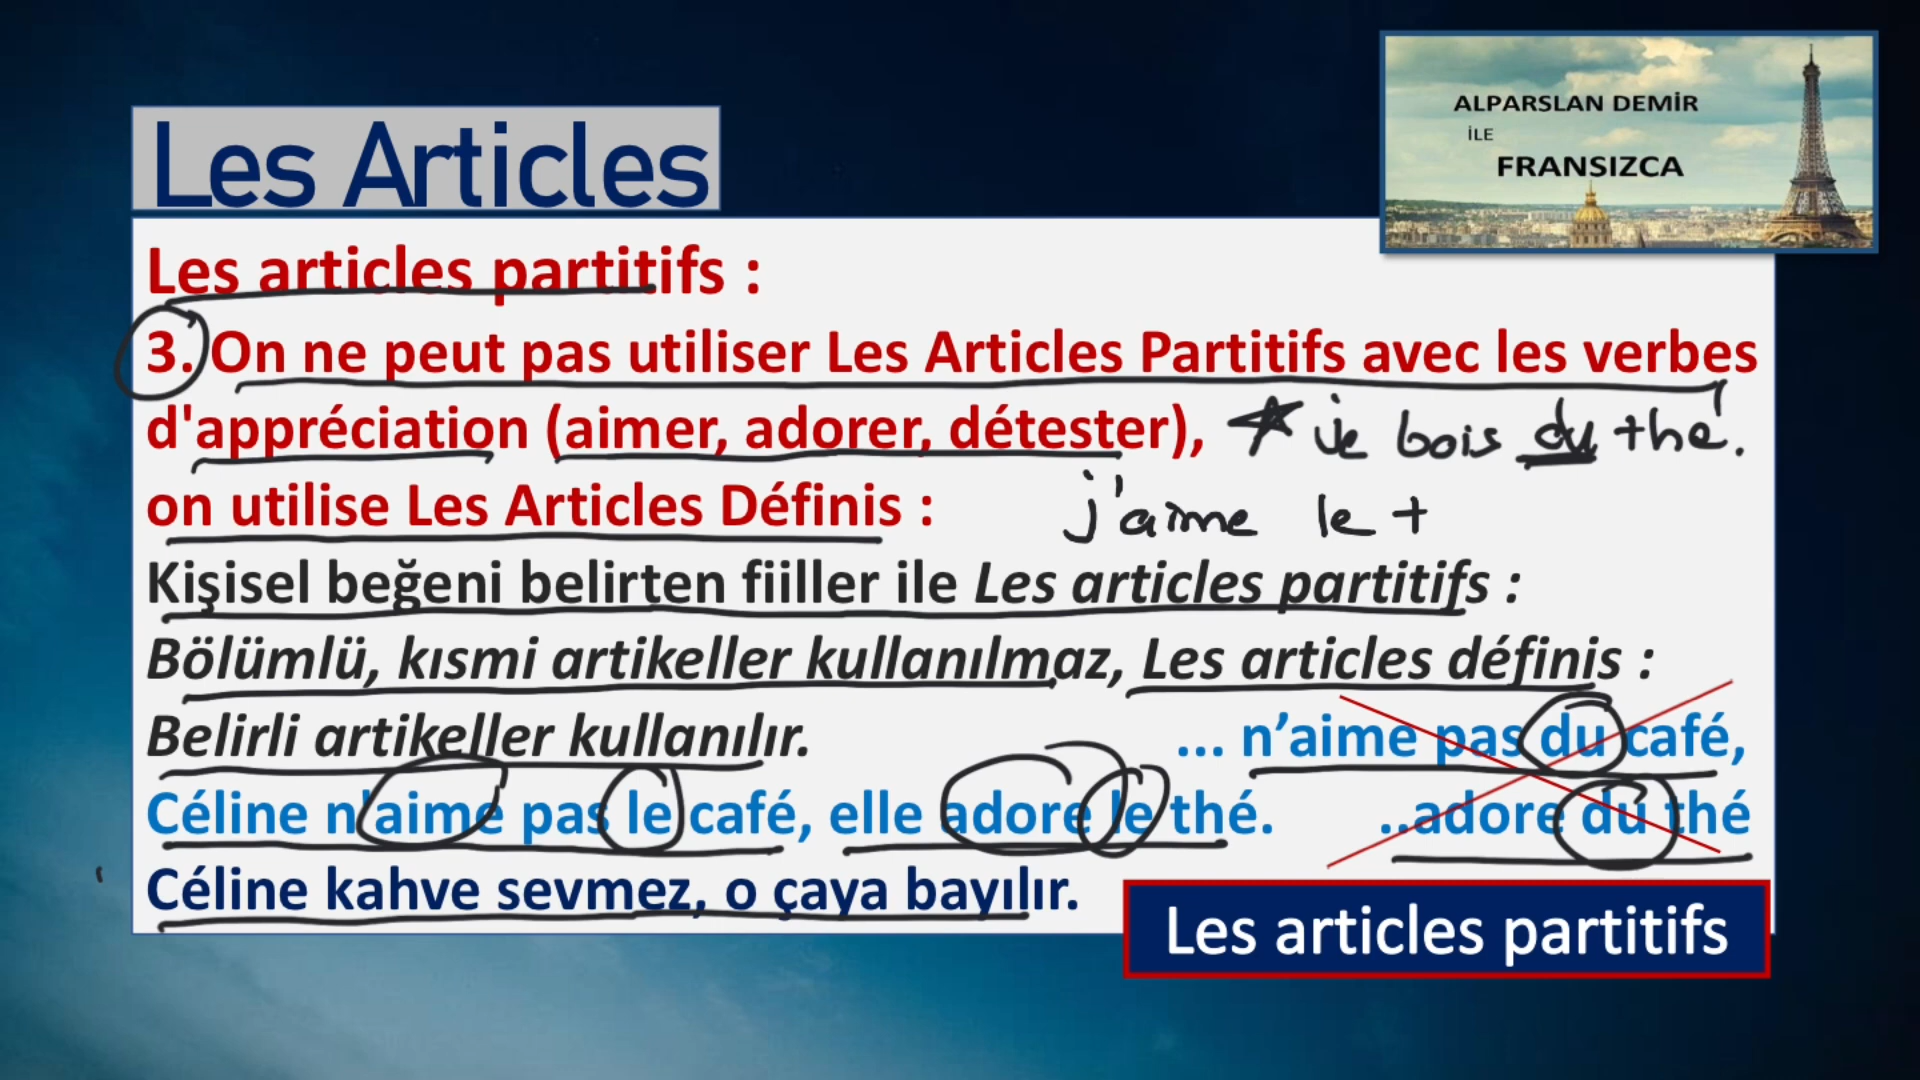 ALPARSLAN DEMİR
İLE
FRANSIZCA
Les Articles
Les articles partitifs :
3. On ne peut pas utiliser Les Articles Partitifs avec les verbes
d'appréciation (aimer, adorer, détester), je bois du thé.
on utilise Les Articles Définis : j'aime le t
Kişisel beğeni belirten fiiller ile Les articles partitifs :
Bölümlü, kısmi artikeller kullanılmaz, Les articles définis :
Belirli artikeller kullanılır. ... n’aime pas du café,
Céline n'aime pas le café, elle adore le thé. ..adore du thé
Céline kahve sevmez, o çaya bayılır.
Les articles partitifs